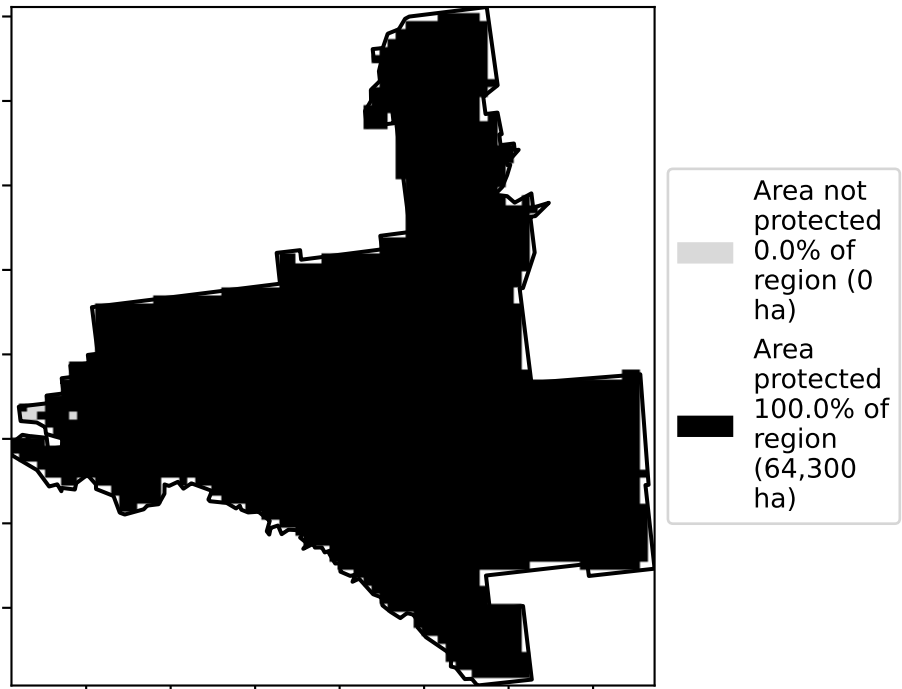 Area not
protected
0.0% of
region (0
ha)
Area
protected
100.0% of
region
(64,300
ha)